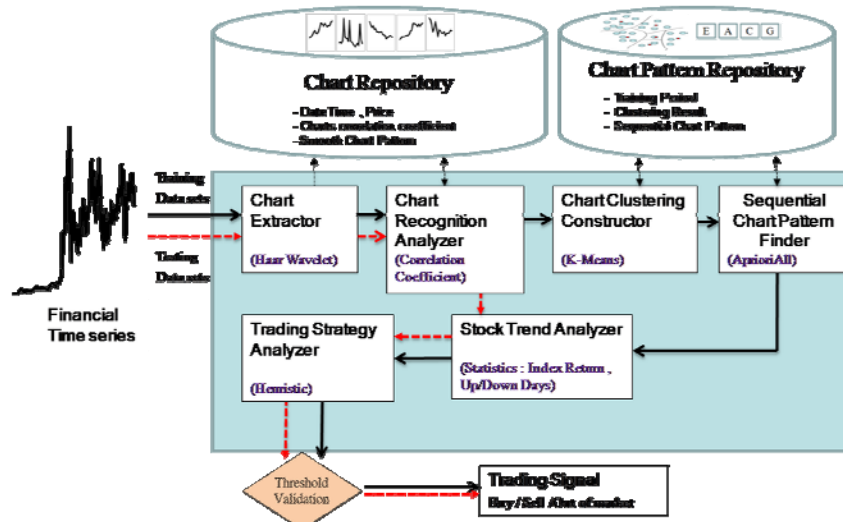 E A C G
Chart Repository
- Date Time , Price
- Charts correlation coefficient
- Smooth Chart Pattern
Chart Pattern Repository
- Training Period
- Clustering Result
- Sequential Chart Pattern
Training
Data sets
Testing
Data sets
Financial
Time series
Chart
Extractor
(Haar Wavelet)
Chart
Recognition
Analyzer
(Correlation
Coefficient)
Chart Clustering
Constructor
(K-Means)
Sequential
Chart Pattern
Finder
(AprioriAll)
Trading Strategy
Analyzer
(Heuristic)
Stock Trend Analyzer
(Statistics : Index Return ,
Up/Down Days)
Threshold
Validation
Trading Signal
Buy / Sell /Out of market